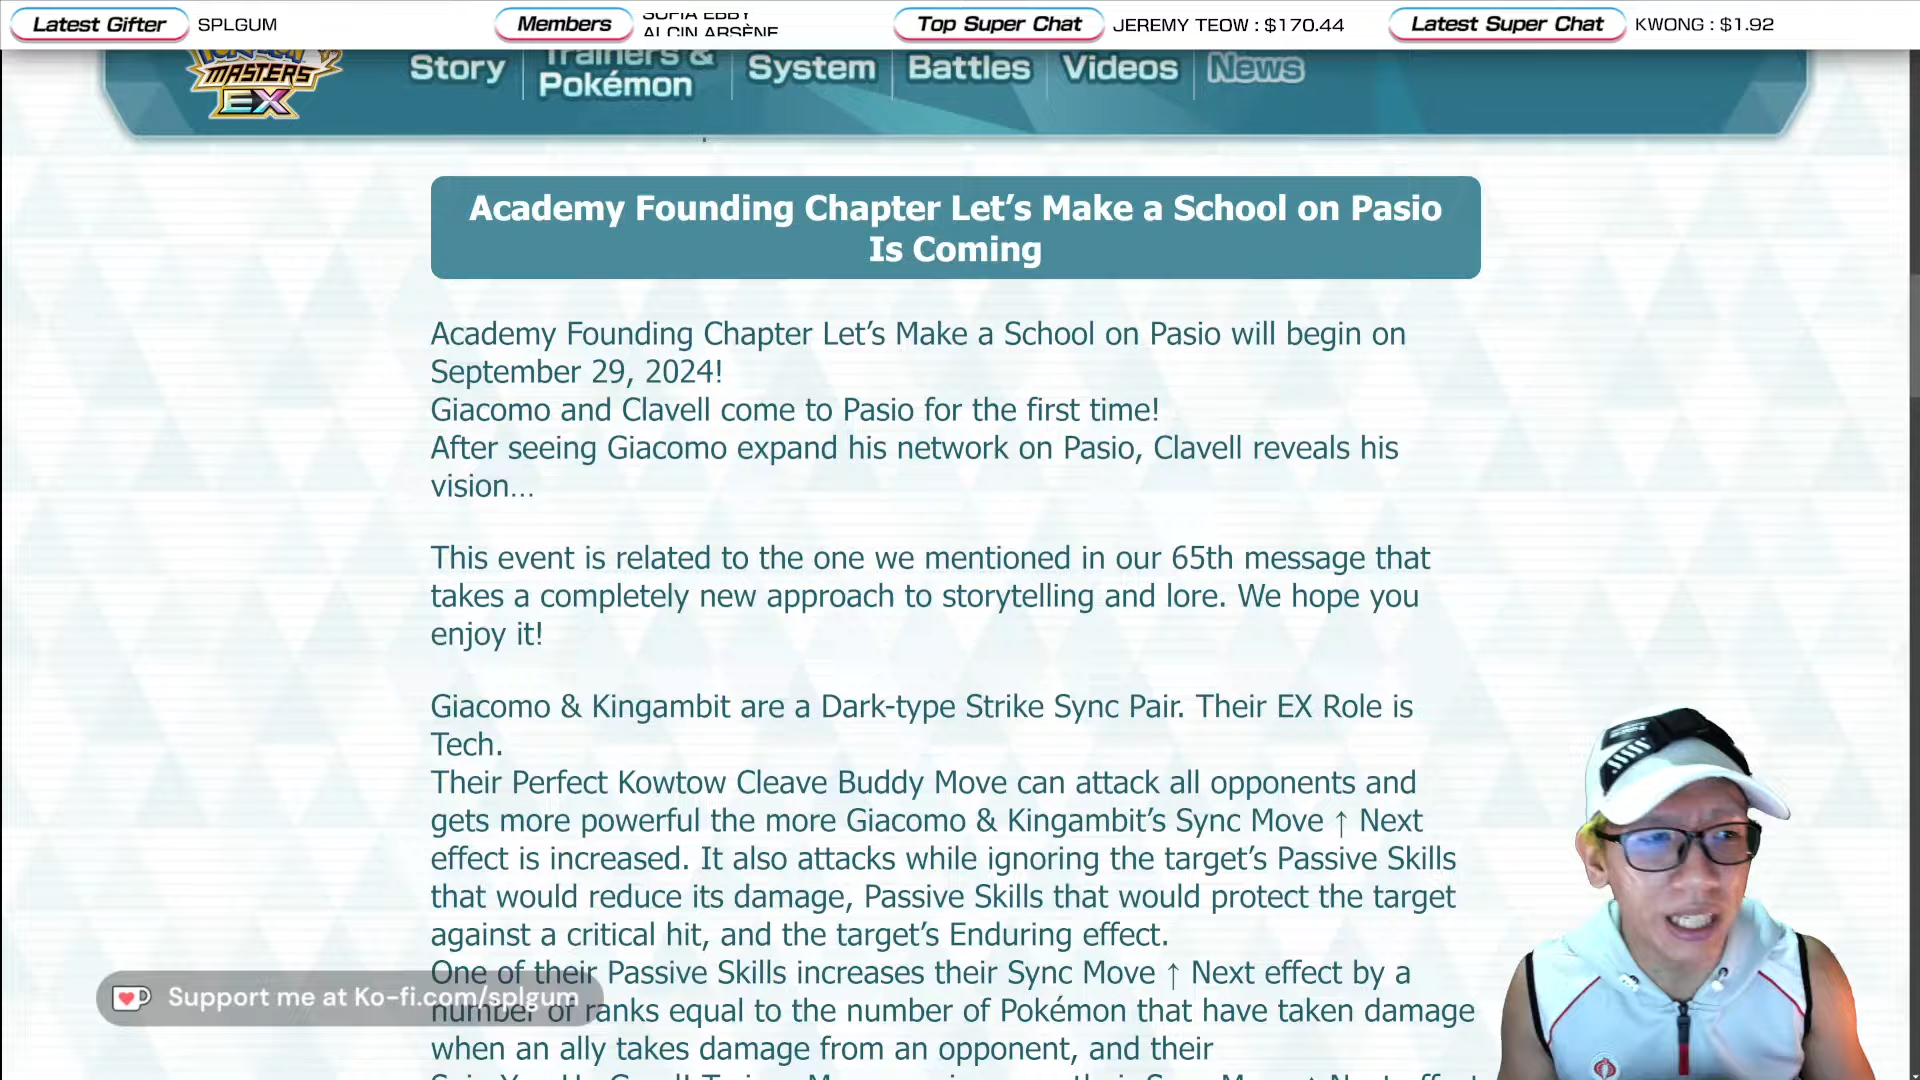 Latest Gifter SPLGUM Members SOFIA EBBY Top Super Chat JEREMY TEOW : $170.44 Latest Super Chat KWONG : $1.92
ALCIN ARSÈNE
POKÉMON MASTERS EX
Story
Trainers & Pokémon
System
Battles
Videos
News
Academy Founding Chapter Let’s Make a School on Pasio
Is Coming
Academy Founding Chapter Let’s Make a School on Pasio will begin on
September 29, 2024!
Giacomo and Clavell come to Pasio for the first time!
After seeing Giacomo expand his network on Pasio, Clavell reveals his
vision…
This event is related to the one we mentioned in our 65th message that
takes a completely new approach to storytelling and lore. We hope you
enjoy it!
Giacomo & Kingambit are a Dark-type Strike Sync Pair. Their EX Role is
Tech.
Their Perfect Kowtow Cleave Buddy Move can attack all opponents and
gets more powerful the more Giacomo & Kingambit’s Sync Move ↑ Next
effect is increased. It also attacks while ignoring the target’s Passive Skills
that would reduce its damage, Passive Skills that would protect the target
against a critical hit, and the target’s Enduring effect.
One of their Passive Skills increases their Sync Move ↑ Next effect by a
number of ranks equal to the number of Pokémon that have taken damage
when an ally takes damage from an opponent, and their
Support me at Ko-fi.com/splgum